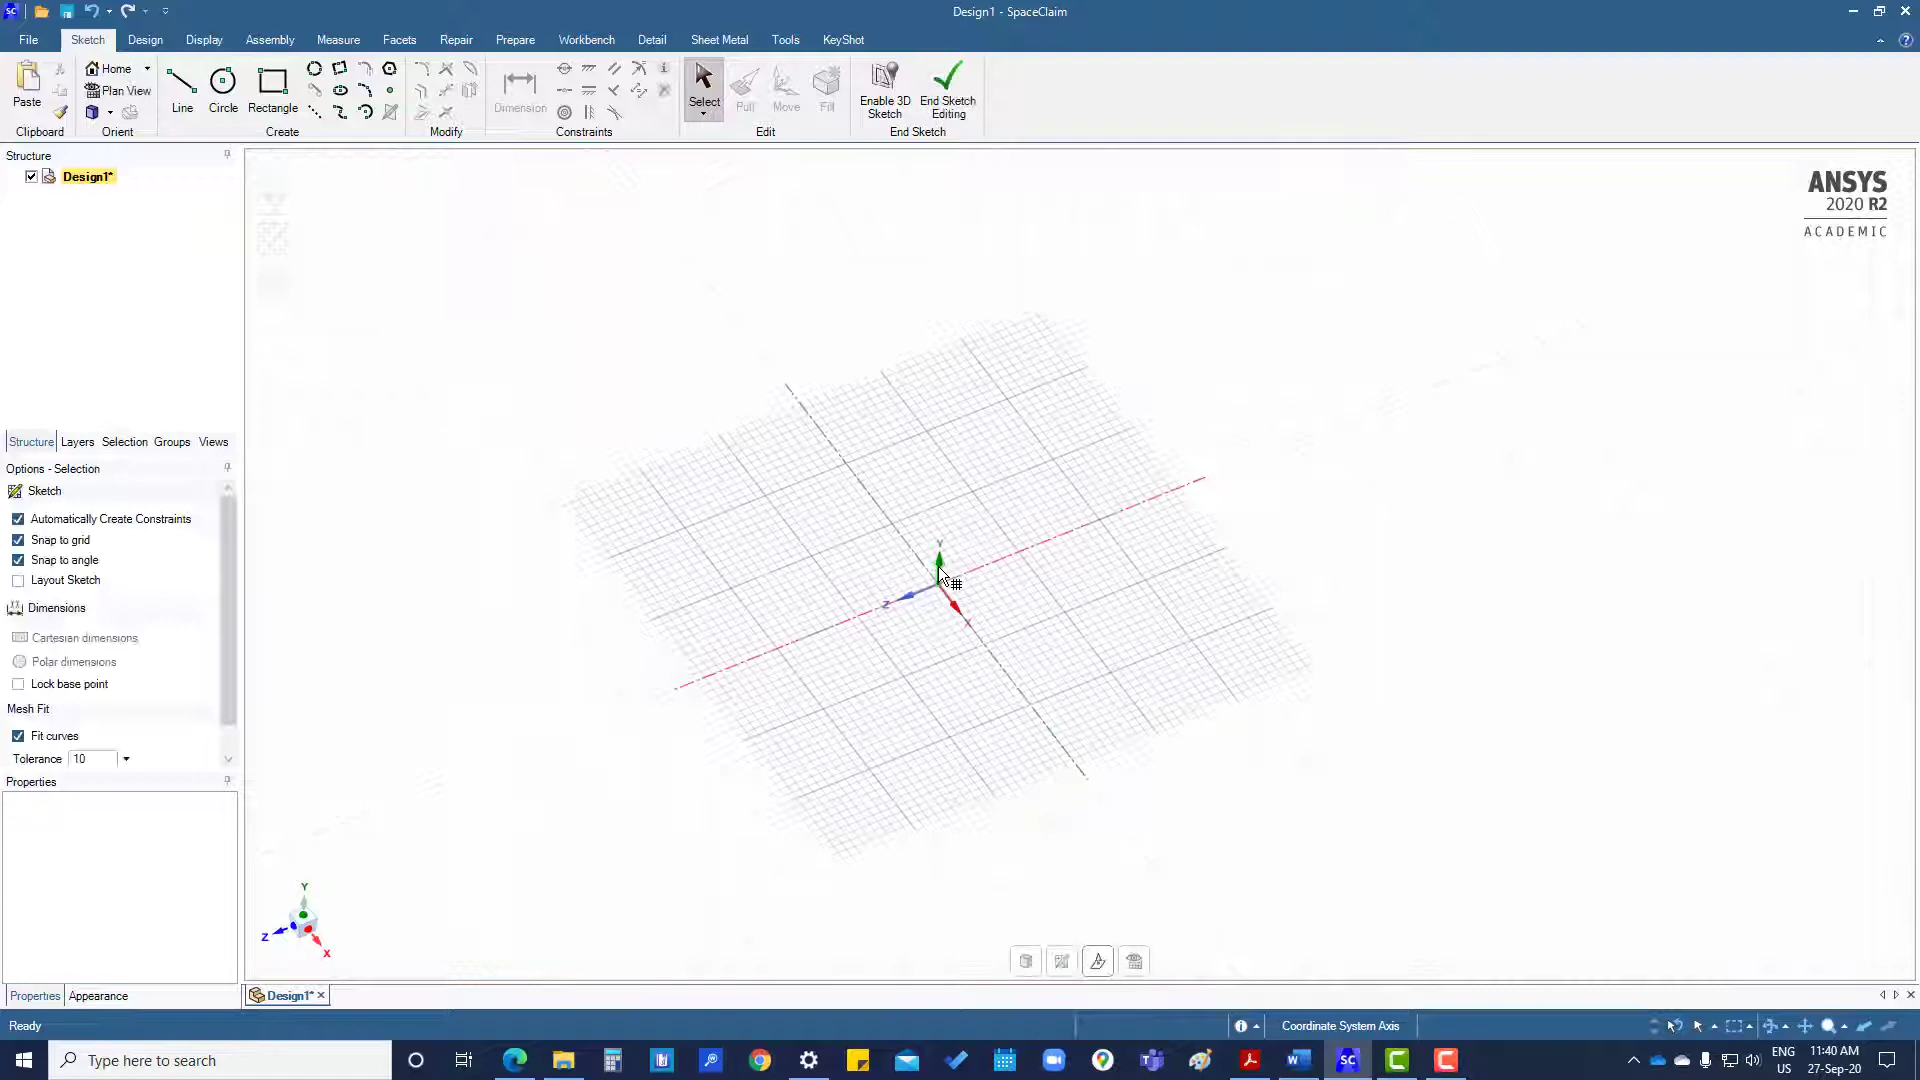 Design1 - SpaceClaim
File Sketch Design Display Assembly Measure Facets Repair Prepare Workbench Detail Sheet Metal Tools KeyShot
Paste
Home
Plan View
Line Circle Rectangle
Dimension
Select Pull Move Fill
Enable 3D Sketch
End Sketch Editing
Clipboard Orient Create Modify Constraints Edit End Sketch
Structure
Design1*
ANSYS
2020 R2
ACADEMIC
Structure Layers Selection Groups Views
Options - Selection
Sketch
Automatically Create Constraints
Snap to grid
Snap to angle
Layout Sketch
Dimensions
Cartesian dimensions
Polar dimensions
Lock base point
Mesh Fit
Fit curves
Tolerance 10
Properties
Y
Z
X
Y
Z
X
Properties Appearance
Design1*
Ready
Coordinate System Axis
Type here to search
ENG
US
11:40 AM
27-Sep-20